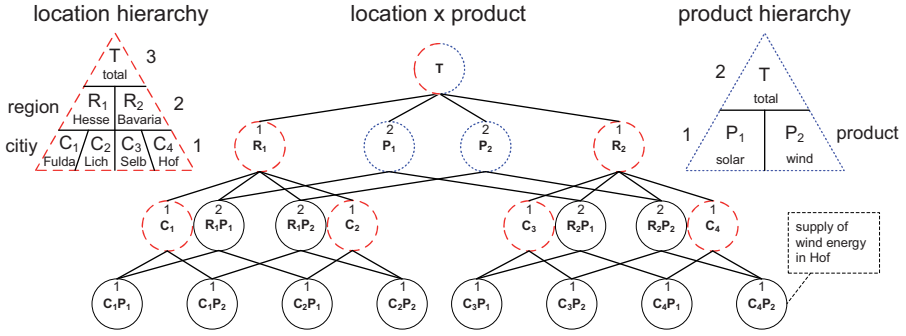 location hierarchy
location x product
product hierarchy
T
total
3
region
R1
R2
Hesse
Bavaria
2
citiy
C1
C2
C3
C4
Fulda
Lich
Selb
Hof
1
T
2
T
total
1
P1
P2
product
solar
wind
1
R1
2
P1
2
P2
1
R2
1
C1
2
R1P1
2
R1P2
1
C2
1
C3
2
R2P1
2
R2P2
1
C4
supply of
wind energy
in Hof
1
C1P1
1
C1P2
1
C2P1
1
C2P2
1
C3P1
1
C3P2
1
C4P1
1
C4P2